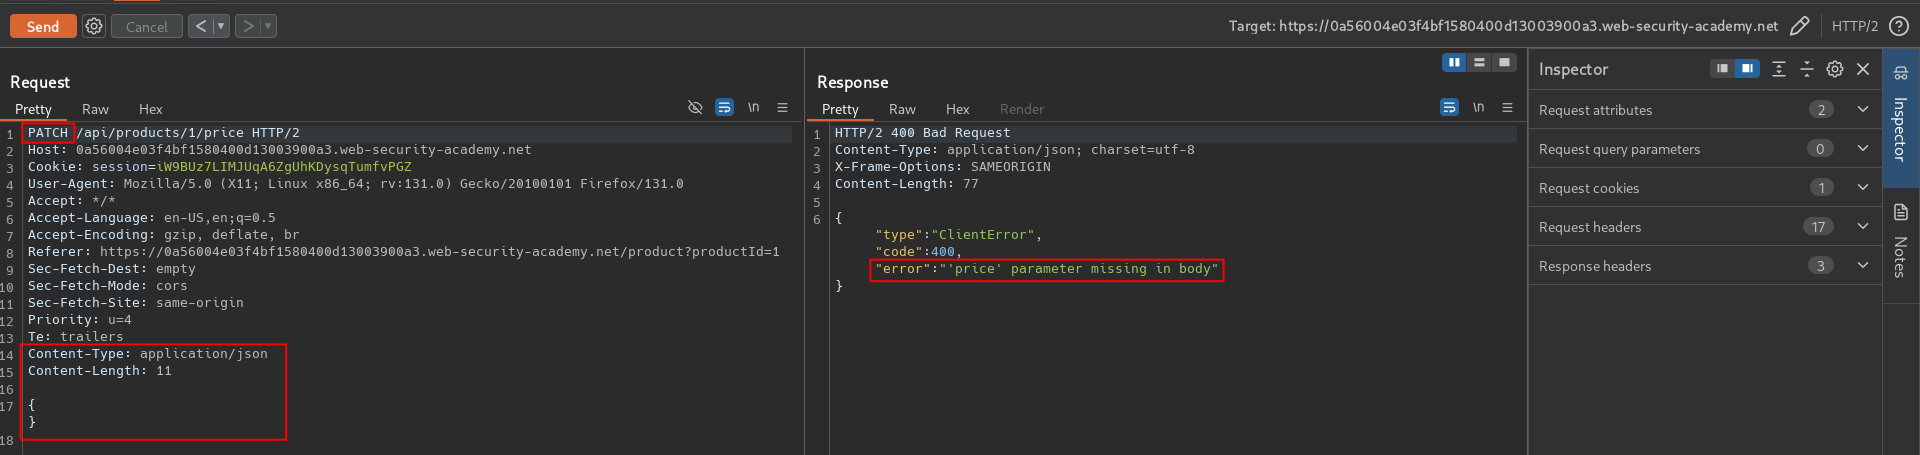 Send Cancel < > Target: https://0a56004e03f4bf1580400d13003900a3.web-security-academy.net HTTP/2 ?
Request
Pretty Raw Hex \n
1 PATCH /api/products/1/price HTTP/2
2 Host: 0a56004e03f4bf1580400d13003900a3.web-security-academy.net
3 Cookie: session=iW9BUz7LIMJUqA6ZgUhKDysqTumfvPGZ
4 User-Agent: Mozilla/5.0 (X11; Linux x86_64; rv:131.0) Gecko/20100101 Firefox/131.0
5 Accept: */*
6 Accept-Language: en-US,en;q=0.5
7 Accept-Encoding: gzip, deflate, br
8 Referer: https://0a56004e03f4bf1580400d13003900a3.web-security-academy.net/product?productId=1
9 Sec-Fetch-Dest: empty
10 Sec-Fetch-Mode: cors
11 Sec-Fetch-Site: same-origin
12 Priority: u=4
13 Te: trailers
14 Content-Type: application/json
15 Content-Length: 11
16
17 {
}
18
Response
Pretty Raw Hex Render \n
1 HTTP/2 400 Bad Request
2 Content-Type: application/json; charset=utf-8
3 X-Frame-Options: SAMEORIGIN
4 Content-Length: 77
5
6 {
"type":"ClientError",
"code":400,
"error":"'price' parameter missing in body"
}
Inspector
Request attributes 2
Request query parameters 0
Request cookies 1
Request headers 17
Response headers 3
Inspector
Notes